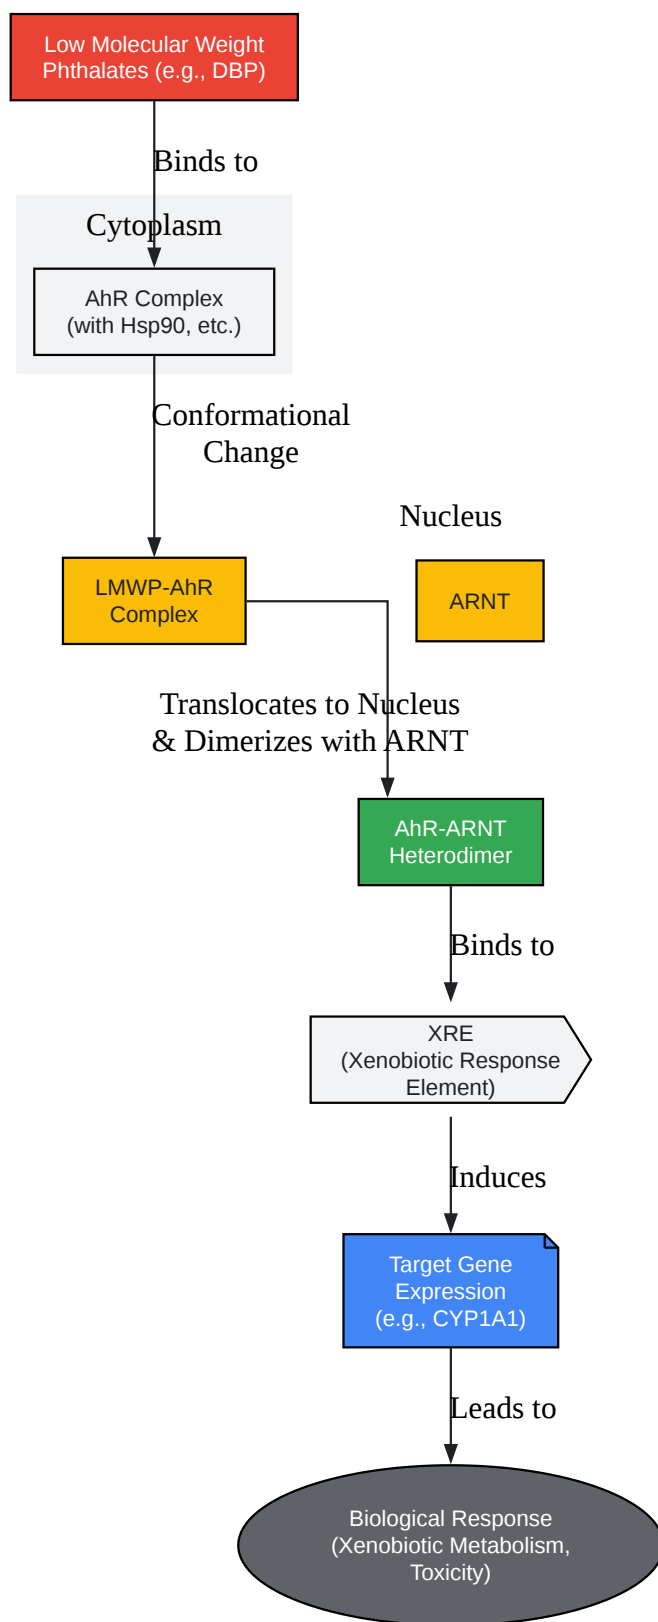 Low Molecular Weight
Phthalates (e.g., DBP)
Binds to
Cytoplasm
AhR Complex
(with Hsp90, etc.)
Conformational
Change
Nucleus
LMWP-AhR
Complex
ARNT
Translocates to Nucleus
& Dimerizes with ARNT
AhR-ARNT
Heterodimer
Binds to
XRE
(Xenobiotic Response
Element)
Induces
Target Gene
Expression
(e.g., CYP1A1)
Leads to
Biological Response
(Xenobiotic Metabolism,
Toxicity)